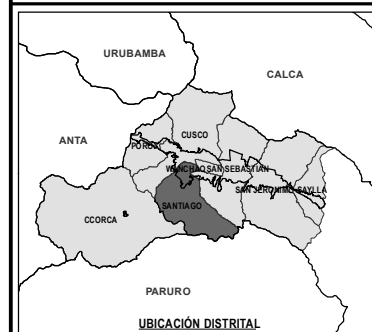 URUBAMBA
CALCA
ANTA
CUSCO
POROY
WANCHAQ SAN SEBASTIAN
SAN JERONIMO SAYLLA
SANTIAGO
CCORCA
PARURO
UBICACIÓN DISTRITAL